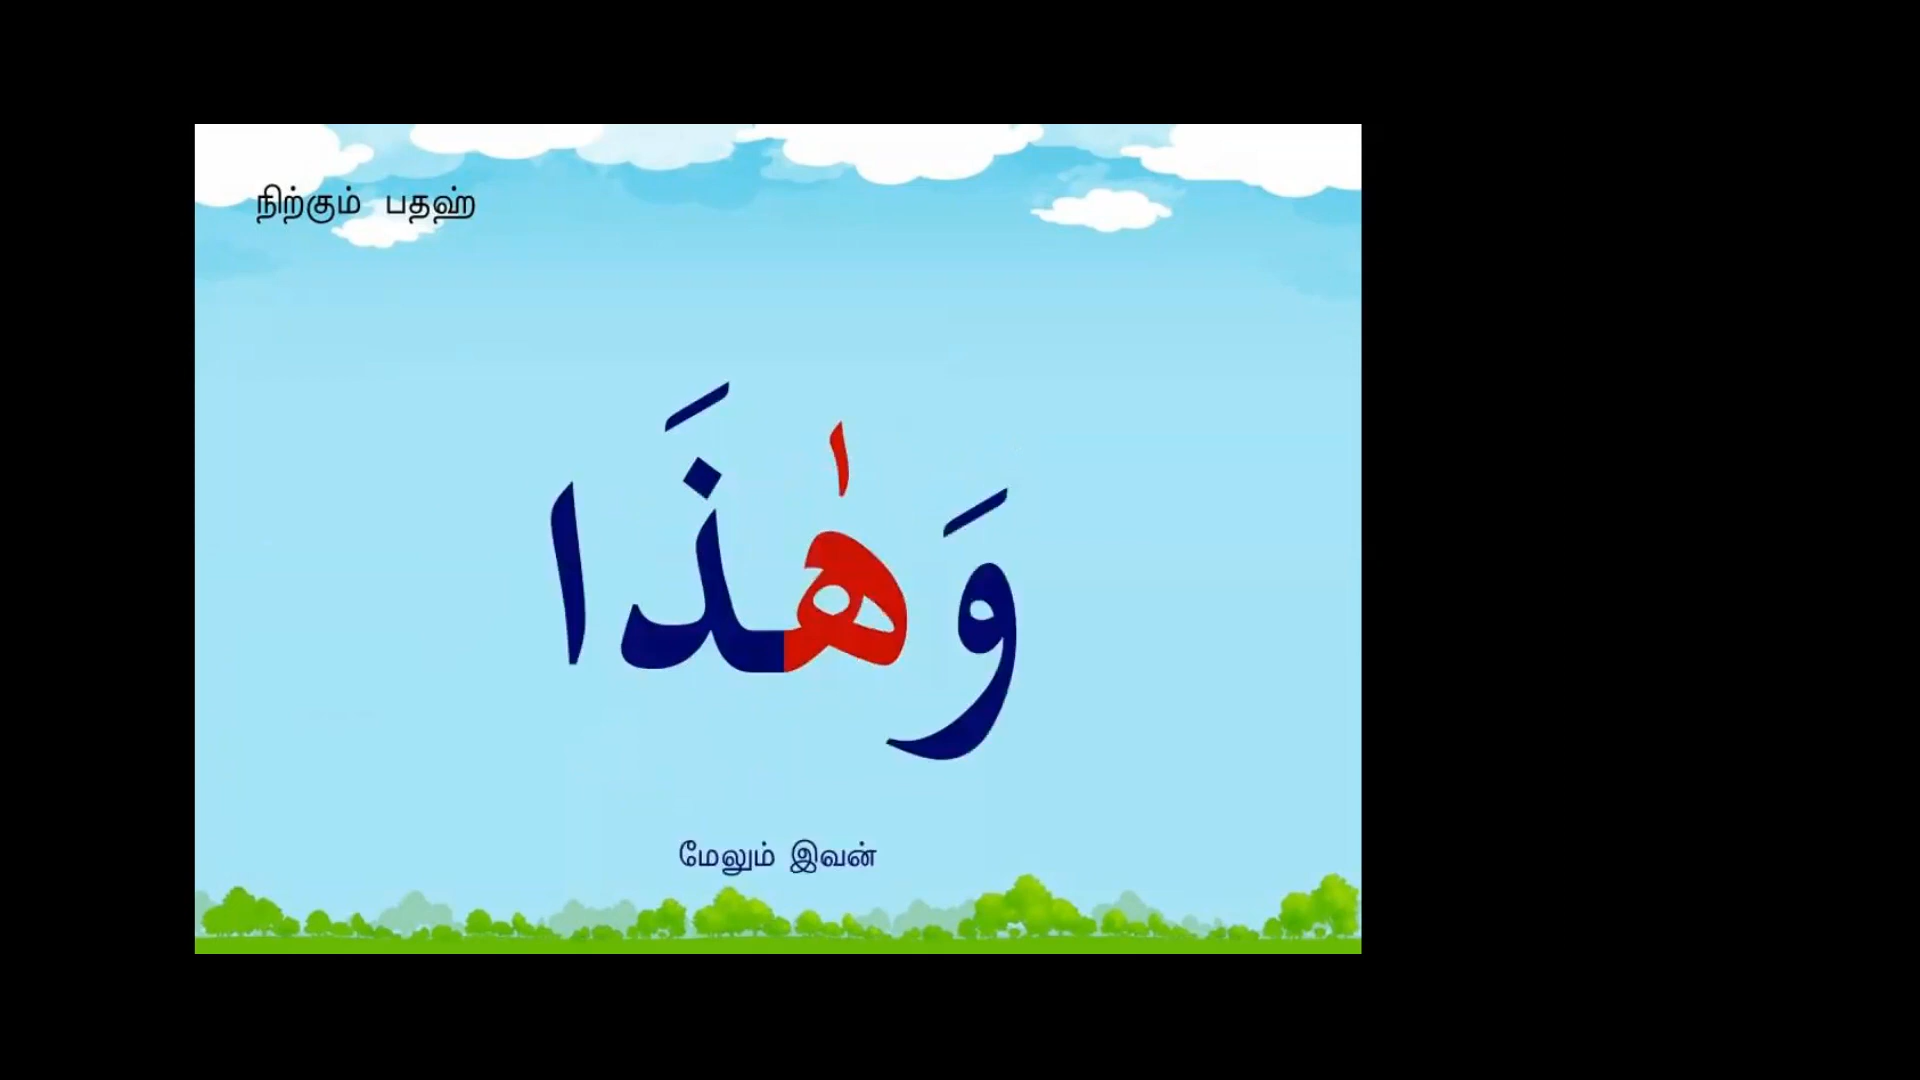 நிற்கும் பதஹ்
وَهٰذَا
மேலும் இவன்